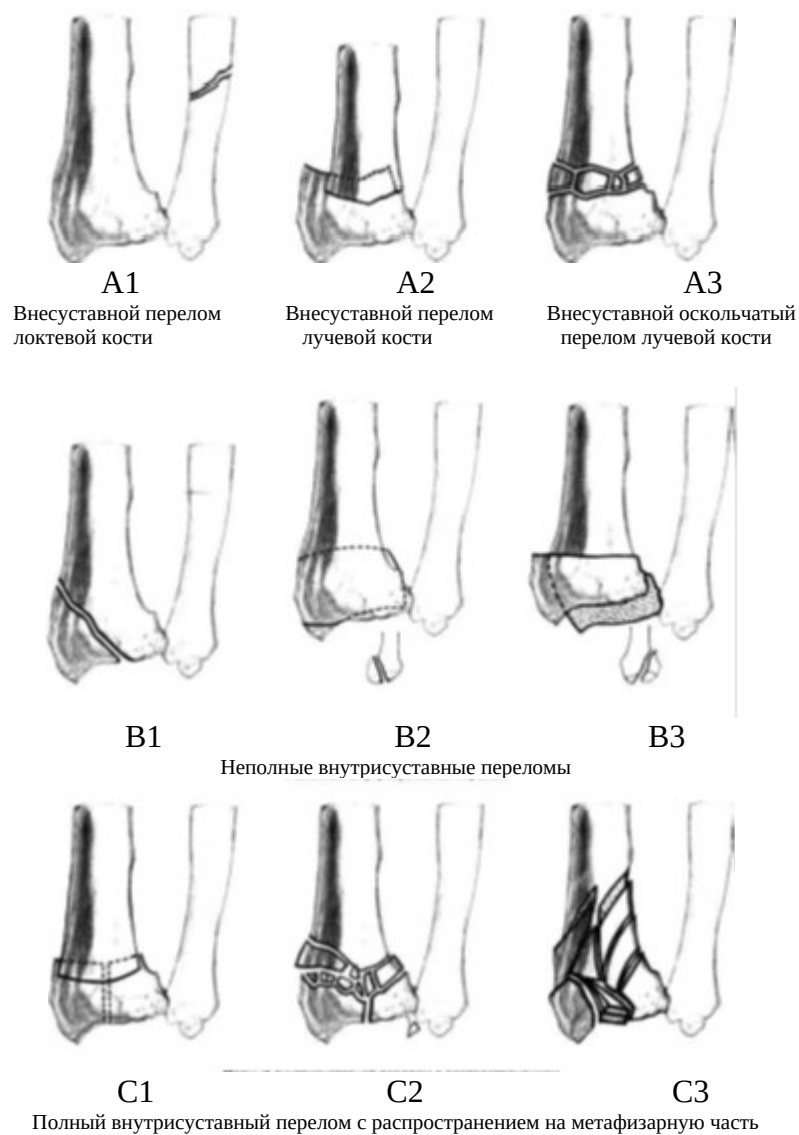 A1 A2 A3
Внесуставной перелом Внесуставной перелом Внесуставной оскольчатый
локтевой кости лучевой кости перелом лучевой кости
B1 B2 B3
Неполные внутрисуставные переломы
C1 C2 C3
Полный внутрисуставный перелом с распространением на метафизарную часть